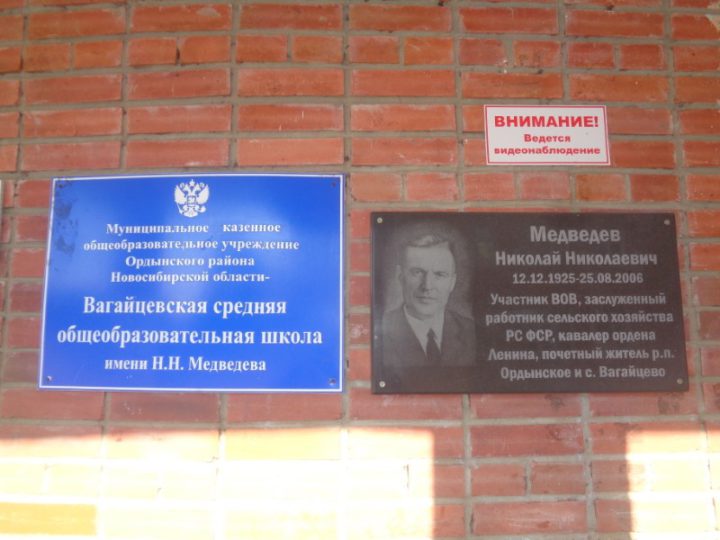 Муниципальное казенное
общеобразовательное учреждение
Ордынского района
Новосибирской области-
Вагайцевская средняя
общеобразовательная школа
имени Н.Н. Медведева
ВНИМАНИЕ!
Ведется
видеонаблюдение
Медведев
Николай Николаевич
12.12.1925-25.08.2006
Участник ВОВ, заслуженный
работник сельского хозяйства
РС ФСР, кавалер ордена
Ленина, почетный житель р.п.
Ордынское и с. Вагайцево